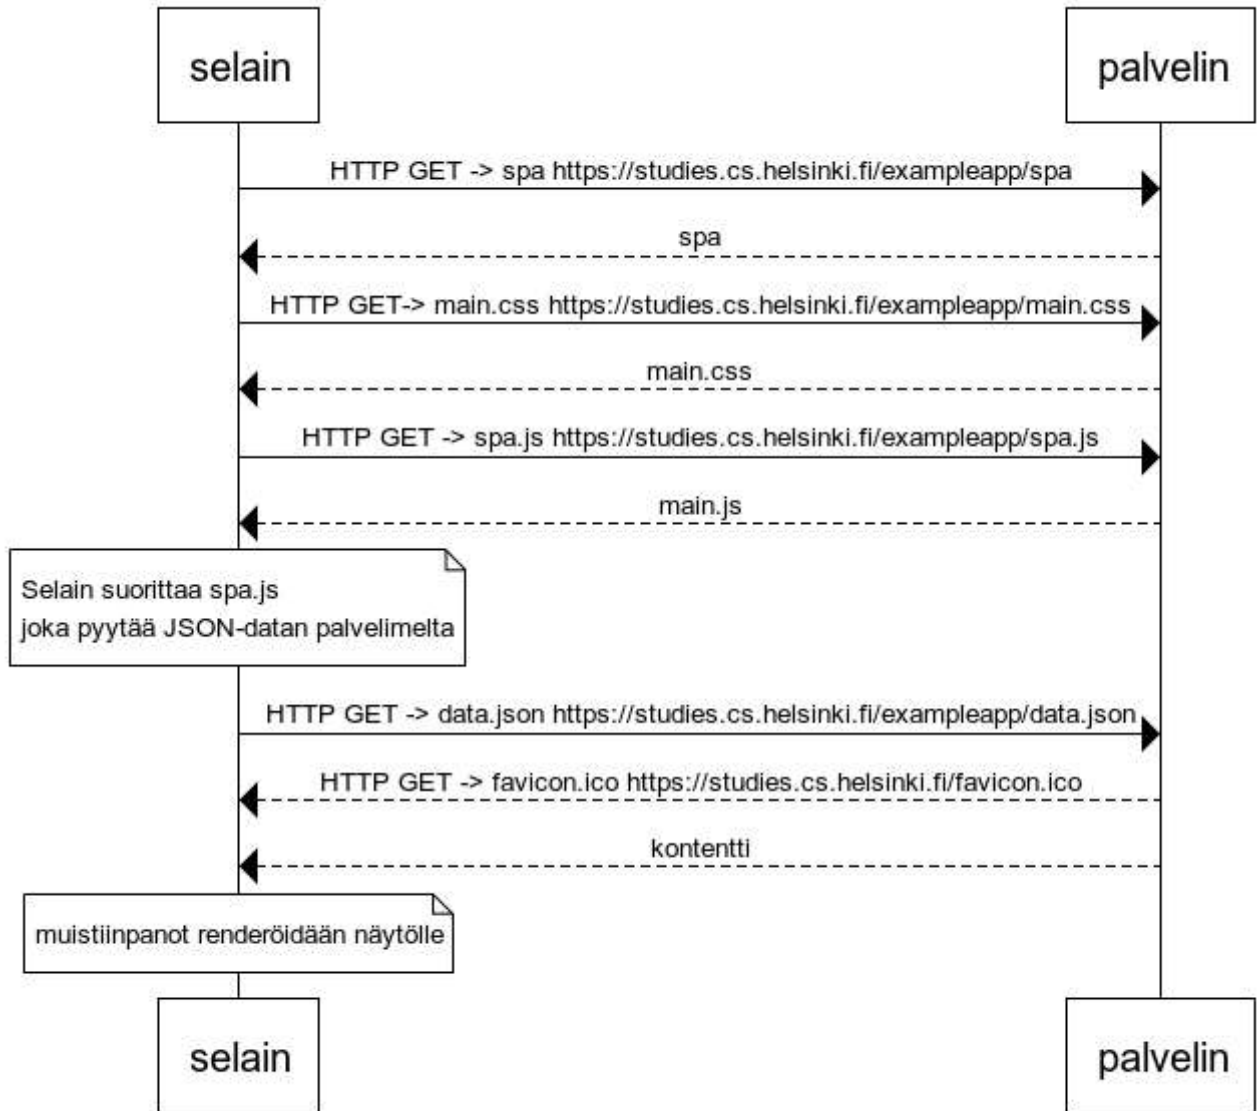 selain
palvelin
HTTP GET -> spa https://studies.cs.helsinki.fi/exampleapp/spa
spa
HTTP GET-> main.css https://studies.cs.helsinki.fi/exampleapp/main.css
main.css
HTTP GET -> spa.js https://studies.cs.helsinki.fi/exampleapp/spa.js
main.js
Selain suorittaa spa.js
joka pyytää JSON-datan palvelimelta
HTTP GET -> data.json https://studies.cs.helsinki.fi/exampleapp/data.json
HTTP GET -> favicon.ico https://studies.cs.helsinki.fi/favicon.ico
kontentti
muistiinpanot renderöidään näytölle
selain
palvelin